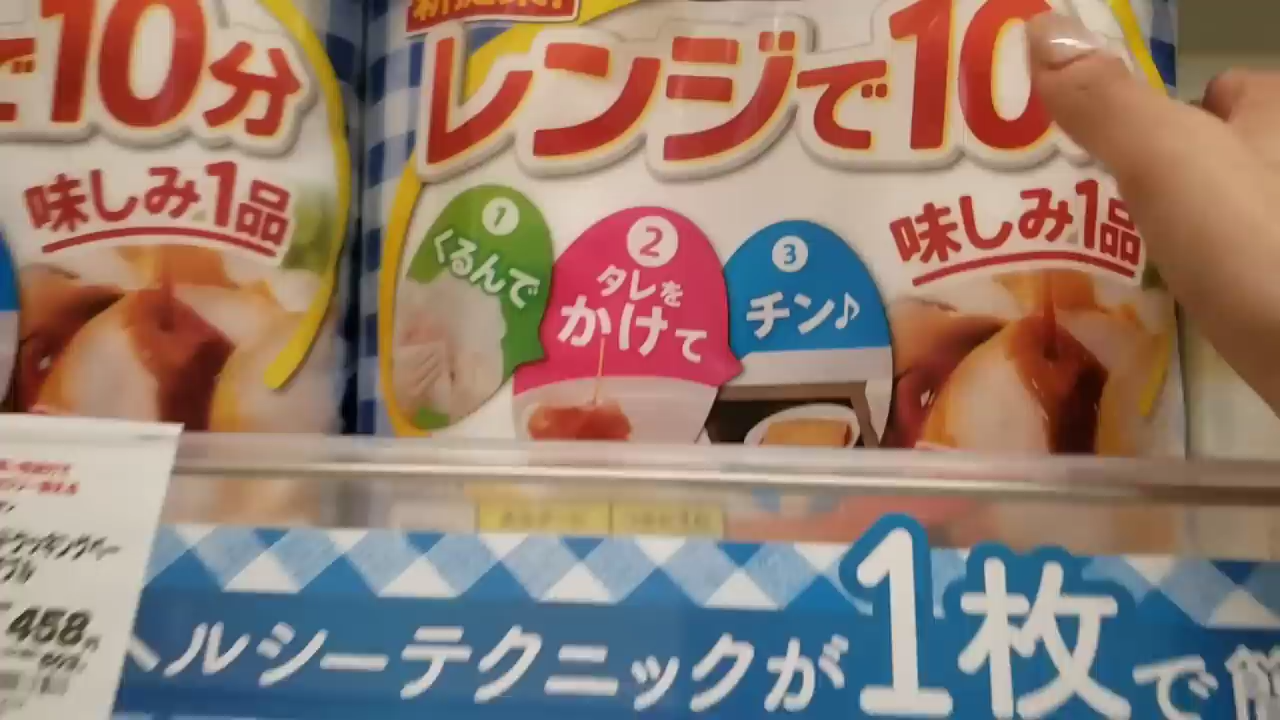 で10分
味しみ1品
レンジで10
味しみ1品
1
くるんで
2
タレを
かけて
3
チン♪
458
ヘルシーテクニックが1枚で